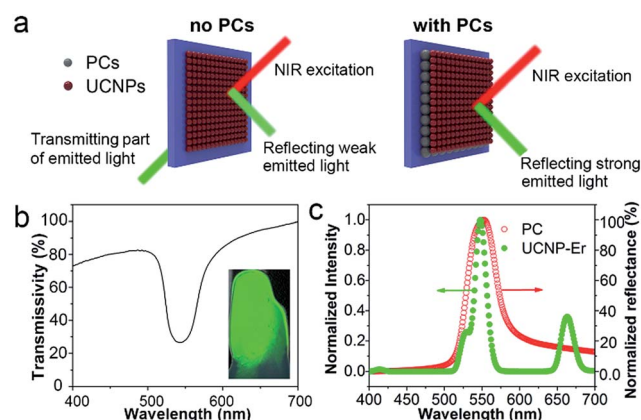 a
no PCs
with PCs
PCs
UCNPs
NIR excitation
NIR excitation
Transmitting part
of emitted light
Reflecting weak
emitted light
Reflecting strong
emitted light
b
Transmissivity (%)
100
80
60
40
20
0
400
500
600
700
Wavelength (nm)
c
Normalized Intensity
1.0
0.8
0.6
0.4
0.2
0.0
PC
UCNP-Er
100
80
60
40
20
0
Normalized reflectance (%)
400
450
500
550
600
650
700
Wavelength (nm)